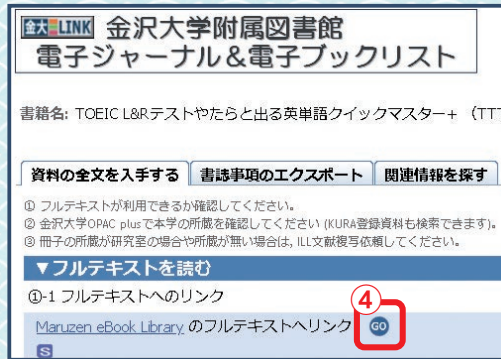 金大LINK 金沢大学附属図書館
電子ジャーナル&電子ブックリスト
書籍名: TOEIC L&Rテストやたらと出る英単語クイックマスター+ （TT
資料の全文を入手する 書誌事項のエクスポート 関連情報を探す
① フルテキストが利用できるか確認してください。
② 金沢大学OPAC plusで本学の所蔵を確認してください (KURA登録資料も検索できます)。
③ 冊子の所蔵が研究室の場合や所蔵が無い場合は, ILL文献複写依頼してください。
▼フルテキストを読む
①-1 フルテキストへのリンク
④
Maruzen eBook Library のフルテキストへリンク GO
S